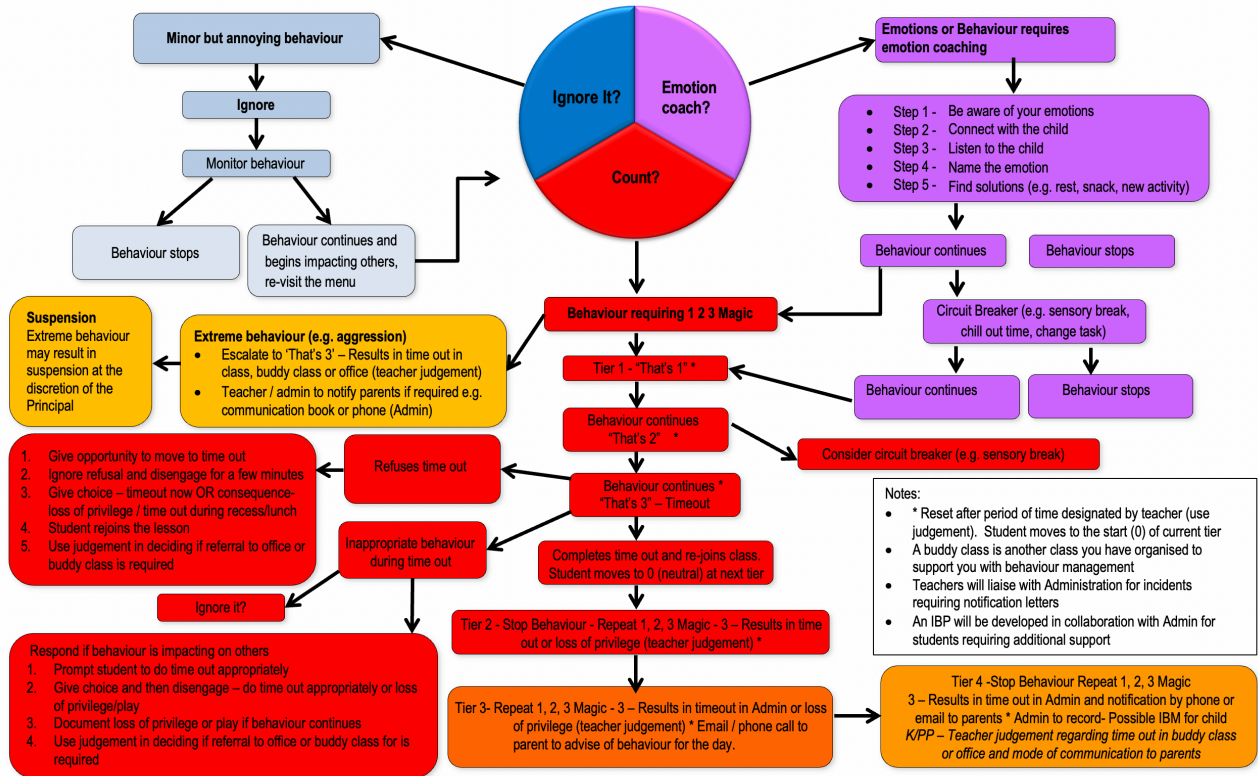 Minor but annoying behaviour
Ignore
Monitor behaviour
Behaviour stops
Behaviour continues and
begins impacting others,
re-visit the menu
Ignore It?
Emotion
coach?
Count?
Emotions or Behaviour requires
emotion coaching
• Step 1 - Be aware of your emotions
• Step 2 - Connect with the child
• Step 3 - Listen to the child
• Step 4 - Name the emotion
• Step 5 - Find solutions (e.g. rest, snack, new activity)
Behaviour continues
Behaviour stops
Circuit Breaker (e.g. sensory break,
chill out time, change task)
Behaviour continues
Behaviour stops
Suspension
Extreme behaviour
may result in
suspension at the
discretion of the
Principal
Extreme behaviour (e.g. aggression)
• Escalate to ‘That’s 3’ – Results in time out in
class, buddy class or office (teacher judgement)
• Teacher / admin to notify parents if required e.g.
communication book or phone (Admin)
Behaviour requiring 1 2 3 Magic
Tier 1 - “That’s 1” *
Behaviour continues
“That’s 2” *
Consider circuit breaker (e.g. sensory break)
Behaviour continues *
“That’s 3” – Timeout
Refuses time out
1. Give opportunity to move to time out
2. Ignore refusal and disengage for a few minutes
3. Give choice – timeout now OR consequence-
loss of privilege / time out during recess/lunch
4. Student rejoins the lesson
5. Use judgement in deciding if referral to office or
buddy class is required
Inappropriate behaviour
during time out
Ignore it?
Respond if behaviour is impacting on others
1. Prompt student to do time out appropriately
2. Give choice and then disengage – do time out appropriately or loss
of privilege/play
3. Document loss of privilege or play if behaviour continues
4. Use judgement in deciding if referral to office or buddy class for is
required
Completes time out and re-joins class.
Student moves to 0 (neutral) at next tier
Tier 2 - Stop Behaviour - Repeat 1, 2, 3 Magic - 3 – Results in time
out or loss of privilege (teacher judgement) *
Tier 3- Repeat 1, 2, 3 Magic - 3 – Results in timeout in Admin or loss
of privilege (teacher judgement) * Email / phone call to
parent to advise of behaviour for the day.
Notes:
• * Reset after period of time designated by teacher (use
judgement). Student moves to the start (0) of current tier
• A buddy class is another class you have organised to
support you with behaviour management
• Teachers will liaise with Administration for incidents
requiring notification letters
• An IBP will be developed in collaboration with Admin for
students requiring additional support
Tier 4 -Stop Behaviour Repeat 1, 2, 3 Magic
3 – Results in time out in Admin and notification by phone or
email to parents * Admin to record- Possible IBM for child
K/PP – Teacher judgement regarding time out in buddy class
or office and mode of communication to parents